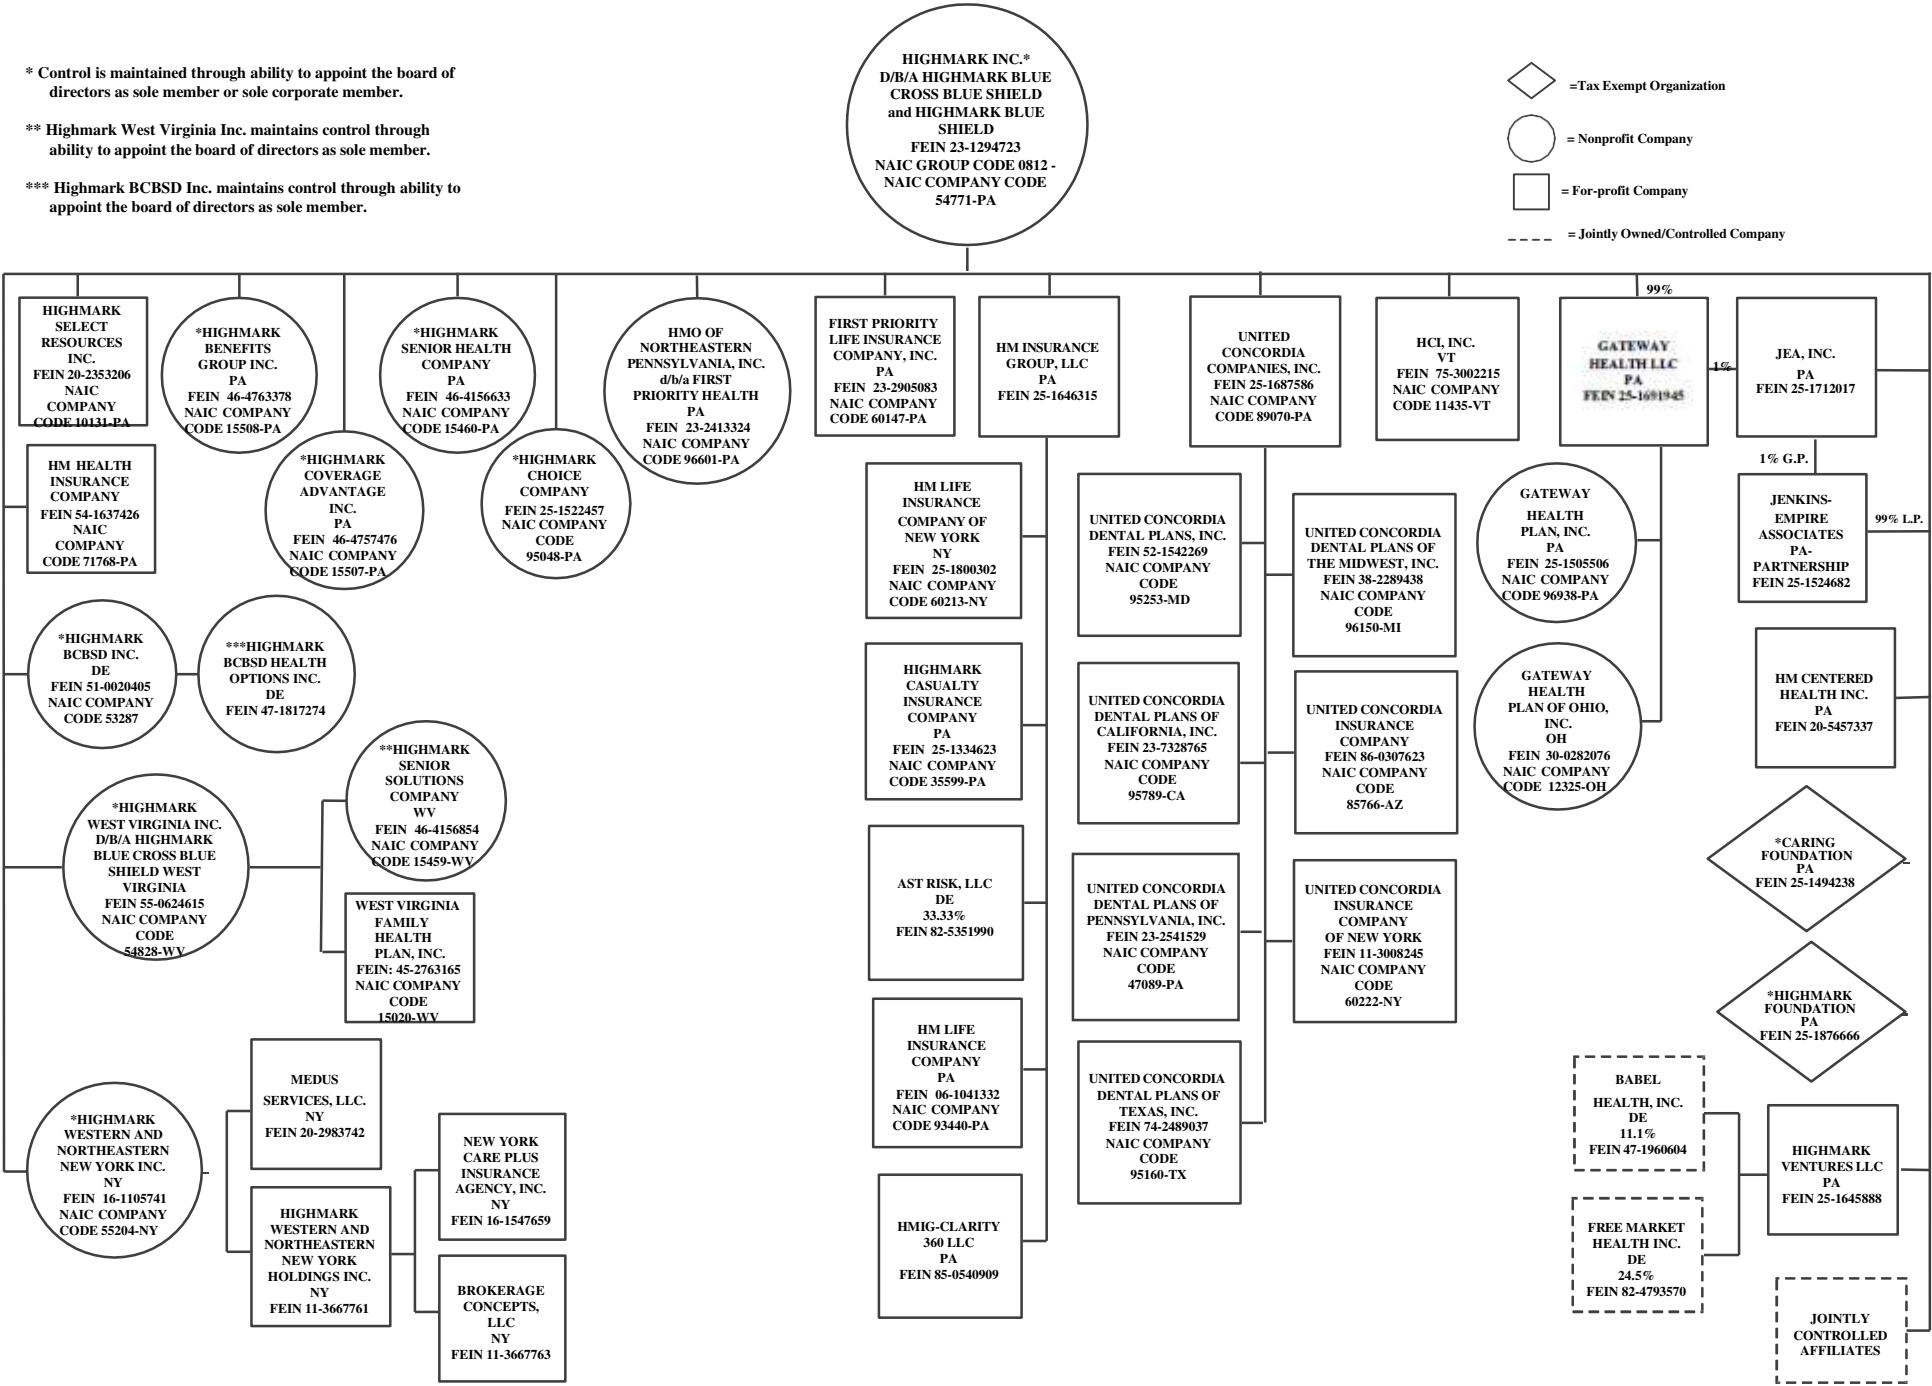 * Control is maintained through ability to appoint the board of
directors as sole member or sole corporate member.
** Highmark West Virginia Inc. maintains control through
ability to appoint the board of directors as sole member.
*** Highmark BCBSD Inc. maintains control through ability to
appoint the board of directors as sole member.
HIGHMARK INC.*
D/B/A HIGHMARK BLUE
CROSS BLUE SHIELD
and HIGHMARK BLUE
SHIELD
FEIN 23-1294723
NAIC GROUP CODE 0812 -
NAIC COMPANY CODE
54771-PA
=Tax Exempt Organization
= Nonprofit Company
= For-profit Company
= Jointly Owned/Controlled Company
HIGHMARK
SELECT
RESOURCES
INC.
FEIN 20-2353206
NAIC
COMPANY
CODE 10131-PA
*HIGHMARK
BENEFITS
GROUP INC.
PA
FEIN 46-4763378
NAIC COMPANY
CODE 15508-PA
*HIGHMARK
SENIOR HEALTH
COMPANY
PA
FEIN 46-4156633
NAIC COMPANY
CODE 15460-PA
HMO OF
NORTHEASTERN
PENNSYLVANIA, INC.
d/b/a FIRST
PRIORITY HEALTH
PA
FEIN 23-2413324
NAIC COMPANY
CODE 96601-PA
FIRST PRIORITY
LIFE INSURANCE
COMPANY, INC.
PA
FEIN 23-2905083
NAIC COMPANY
CODE 60147-PA
HM INSURANCE
GROUP, LLC
PA
FEIN 25-1646315
UNITED
CONCORDIA
COMPANIES, INC.
FEIN 25-1687586
NAIC COMPANY
CODE 89070-PA
HCI, INC.
VT
FEIN 75-3002215
NAIC COMPANY
CODE 11435-VT
99%
GATEWAY
HEALTH LLC
PA
FEIN 25-1691945
1%
JEA, INC.
PA
FEIN 25-1712017
HM HEALTH
INSURANCE
COMPANY
FEIN 54-1637426
NAIC
COMPANY
CODE 71768-PA
*HIGHMARK
COVERAGE
ADVANTAGE
INC.
PA
FEIN 46-4757476
NAIC COMPANY
CODE 15507-PA
*HIGHMARK
CHOICE
COMPANY
FEIN 25-1522457
NAIC COMPANY
CODE
95048-PA
HM LIFE
INSURANCE
COMPANY OF
NEW YORK
NY
FEIN 25-1800302
NAIC COMPANY
CODE 60213-NY
UNITED CONCORDIA
DENTAL PLANS, INC.
FEIN 52-1542269
NAIC COMPANY
CODE
95253-MD
UNITED CONCORDIA
DENTAL PLANS OF
THE MIDWEST, INC.
FEIN 38-2289438
NAIC COMPANY
CODE
96150-MI
GATEWAY
HEALTH
PLAN, INC.
PA
FEIN 25-1505506
NAIC COMPANY
CODE 96938-PA
1% G.P.
JENKINS-
EMPIRE
ASSOCIATES
PA-
PARTNERSHIP
FEIN 25-1524682
99% L.P.
*HIGHMARK
BCBSD INC.
DE
FEIN 51-0020405
NAIC COMPANY
CODE 53287
***HIGHMARK
BCBSD HEALTH
OPTIONS INC.
DE
FEIN 47-1817274
HIGHMARK
CASUALTY
INSURANCE
COMPANY
PA
FEIN 25-1334623
NAIC COMPANY
CODE 35599-PA
UNITED CONCORDIA
DENTAL PLANS OF
CALIFORNIA, INC.
FEIN 23-7328765
NAIC COMPANY
CODE
95789-CA
UNITED CONCORDIA
INSURANCE
COMPANY
FEIN 86-0307623
NAIC COMPANY
CODE
85766-AZ
GATEWAY
HEALTH
PLAN OF OHIO,
INC.
OH
FEIN 30-0282076
NAIC COMPANY
CODE 12325-OH
HM CENTERED
HEALTH INC.
PA
FEIN 20-5457337
*HIGHMARK
WEST VIRGINIA INC.
D/B/A HIGHMARK
BLUE CROSS BLUE
SHIELD WEST
VIRGINIA
FEIN 55-0624615
NAIC COMPANY
CODE
54828-WV
**HIGHMARK
SENIOR
SOLUTIONS
COMPANY
WV
FEIN 46-4156854
NAIC COMPANY
CODE 15459-WV
WEST VIRGINIA
FAMILY
HEALTH
PLAN, INC.
FEIN: 45-2763165
NAIC COMPANY
CODE
15020-WV
AST RISK, LLC
DE
33.33%
FEIN 82-5351990
UNITED CONCORDIA
DENTAL PLANS OF
PENNSYLVANIA, INC.
FEIN 23-2541529
NAIC COMPANY
CODE
47089-PA
UNITED CONCORDIA
INSURANCE
COMPANY
OF NEW YORK
FEIN 11-3008245
NAIC COMPANY
CODE
60222-NY
*CARING
FOUNDATION
PA
FEIN 25-1494238
*HIGHMARK
FOUNDATION
PA
FEIN 25-1876666
*HIGHMARK
WESTERN AND
NORTHEASTERN
NEW YORK INC.
NY
FEIN 16-1105741
NAIC COMPANY
CODE 55204-NY
MEDUS
SERVICES, LLC.
NY
FEIN 20-2983742
HIGHMARK
WESTERN AND
NORTHEASTERN
NEW YORK
HOLDINGS INC.
NY
FEIN 11-3667761
NEW YORK
CARE PLUS
INSURANCE
AGENCY, INC.
NY
FEIN 16-1547659
BROKERAGE
CONCEPTS,
LLC
NY
FEIN 11-3667763
HM LIFE
INSURANCE
COMPANY
PA
FEIN 06-1041332
NAIC COMPANY
CODE 93440-PA
HMIG-CLARITY
360 LLC
PA
FEIN 85-0540909
UNITED CONCORDIA
DENTAL PLANS OF
TEXAS, INC.
FEIN 74-2489037
NAIC COMPANY
CODE
95160-TX
BABEL
HEALTH, INC.
DE
11.1%
FEIN 47-1960604
FREE MARKET
HEALTH INC.
DE
24.5%
FEIN 82-4793570
HIGHMARK
VENTURES LLC
PA
FEIN 25-1645888
JOINTLY
CONTROLLED
AFFILIATES